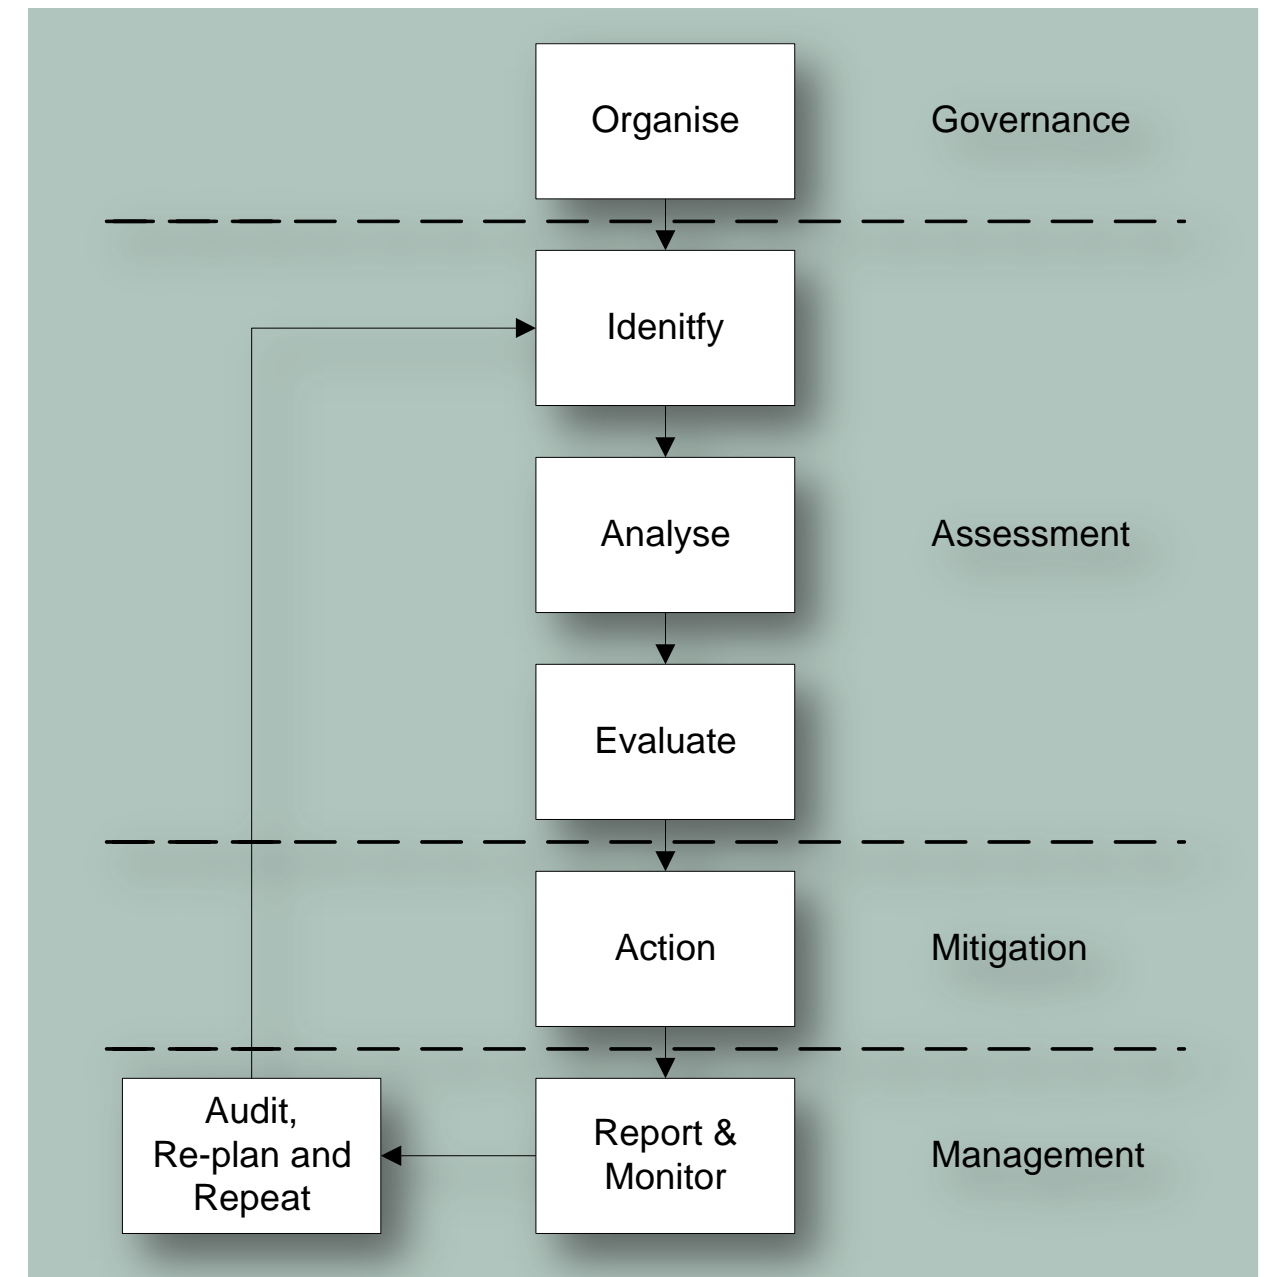 Organise
Governance
Idenitfy
Analyse
Assessment
Evaluate
Action
Mitigation
Audit,
Re-plan and
Repeat
Report &
Monitor
Management